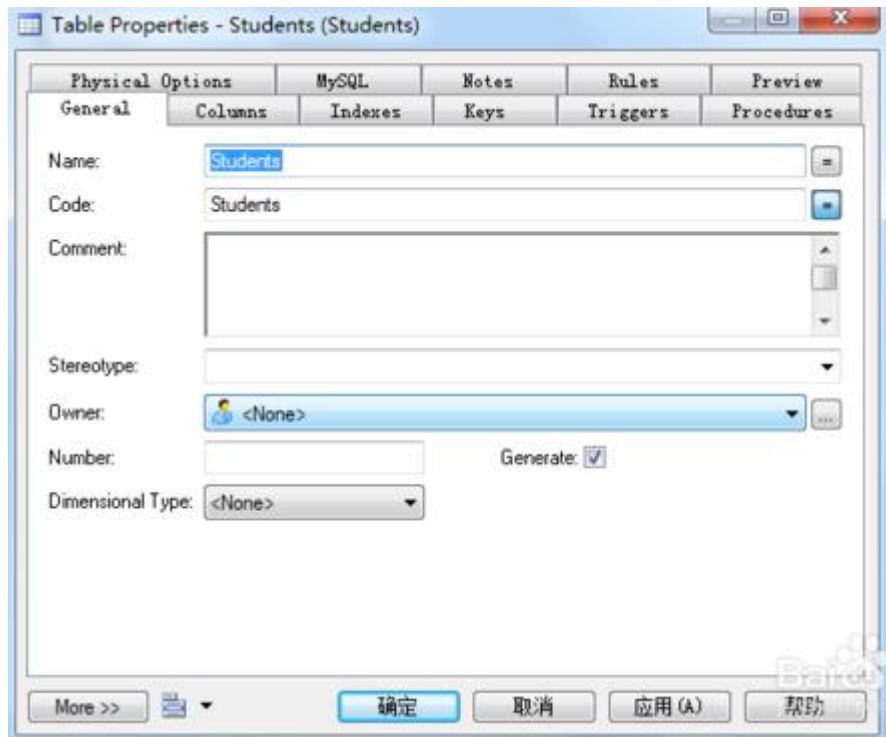 Table Properties - Students (Students)
Physical Options MySQL Notes Rules Preview
General Columns Indexes Keys Triggers Procedures
Name: Students =
Code: Students =
Comment:
Stereotype:
Owner: <None> ...
Number: Generate:
Dimensional Type: <None>
More >> 确定 取消 应用(A) 帮助